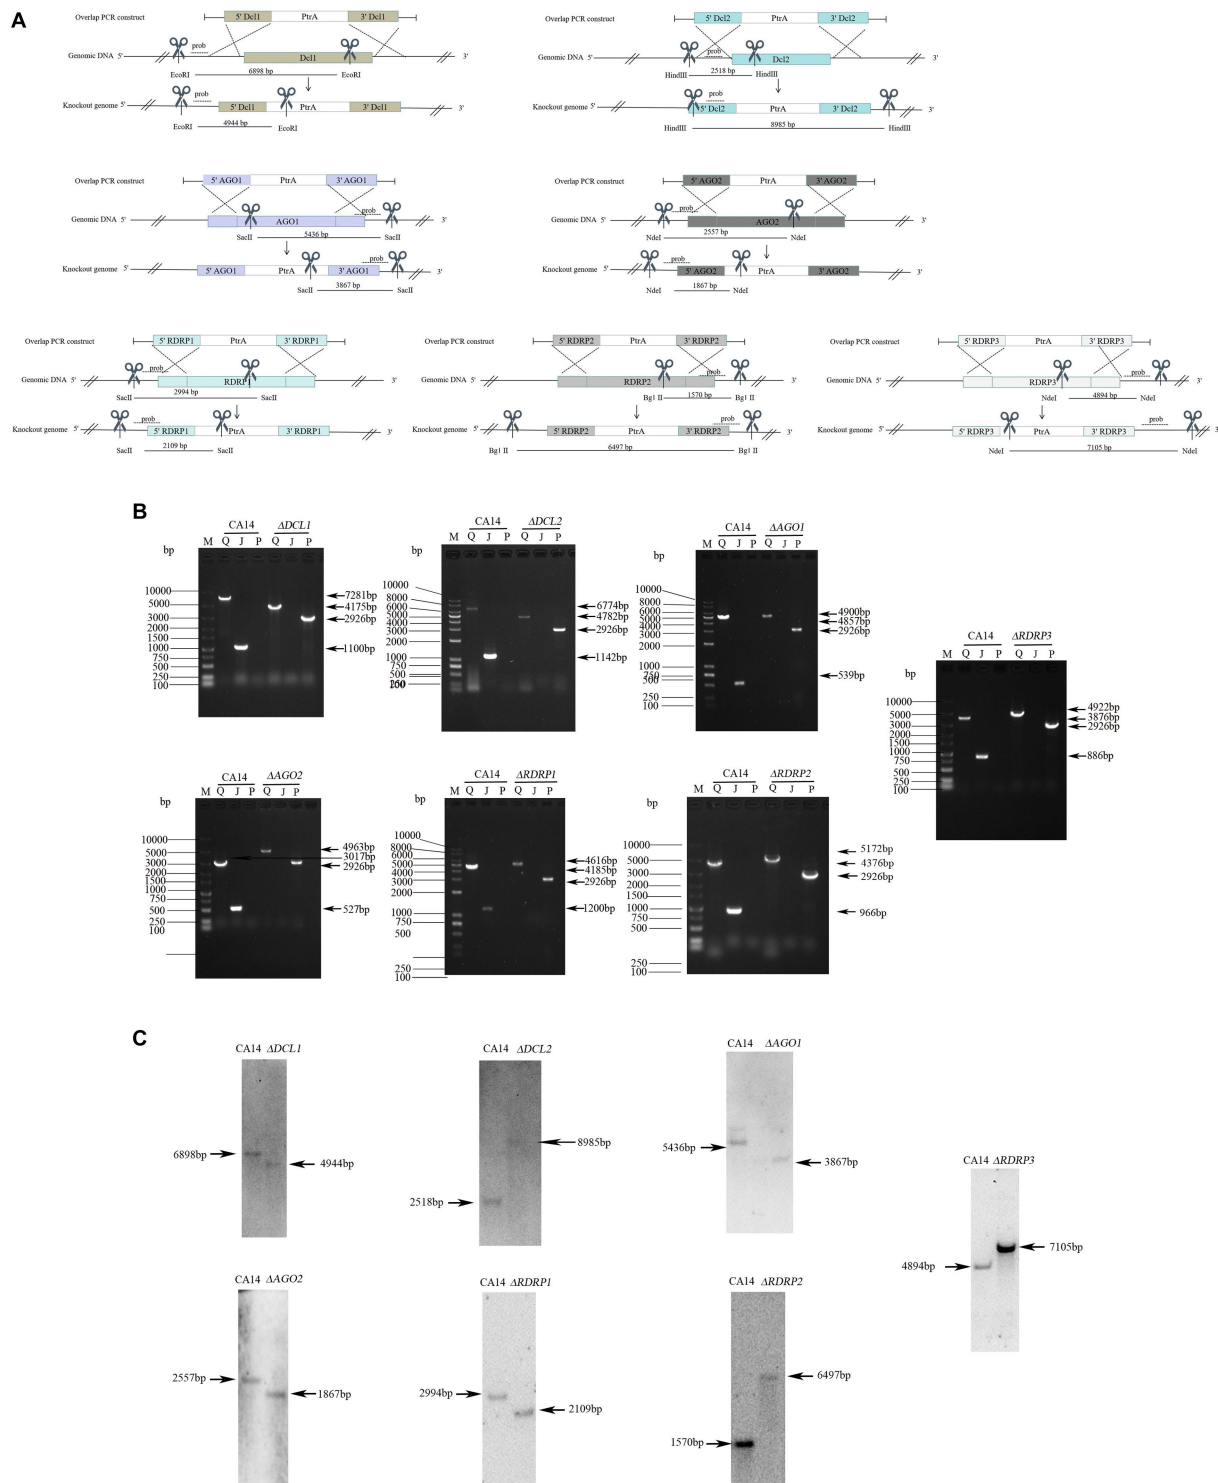 A
Overlap PCR construct
5' Dcl1 PtrA 3' Dcl1
Genomic DNA 5' prob Dcl1 3'
EcoRI 6898 bp EcoRI
Knockout genome 5' prob 5' Dcl1 PtrA 3' Dcl1 3'
EcoRI 4944 bp EcoRI
Overlap PCR construct
5' Dcl2 PtrA 3' Dcl2
Genomic DNA 5' prob Dcl2 3'
HindIII 2518 bp HindIII
Knockout genome 5' prob 5' Dcl2 PtrA 3' Dcl2 3'
HindIII 8985 bp HindIII
Overlap PCR construct
5' AGO1 PtrA 3' AGO1
Genomic DNA 5' AGO1 prob 3'
SacII 5436 bp SacII
Knockout genome 5' 5' AGO1 PtrA 3' AGO1 prob 3'
SacII 3867 bp SacII
Overlap PCR construct
5' AGO2 PtrA 3' AGO2
Genomic DNA 5' prob AGO2 3'
NdeI 2557 bp NdeI
Knockout genome 5' prob 5' AGO2 PtrA 3' AGO2 3'
NdeI 1867 bp NdeI
Overlap PCR construct
5' RDRP1 PtrA 3' RDRP1
Genomic DNA 5' prob RDRP1 3'
SacII 2994 bp SacII
Knockout genome 5' prob 5' RDRP1 PtrA 3' RDRP1 3'
SacII 2109 bp SacII
Overlap PCR construct
5' RDRP2 PtrA 3' RDRP2
Genomic DNA 5' RDRP2 prob 3'
1570 bp Bg1 II Bg1 II
Knockout genome 5' 5' RDRP2 PtrA 3' RDRP2 prob 3'
Bg1 II 6497 bp Bg1 II
Overlap PCR construct
5' RDRP3 PtrA 3' RDRP3
Genomic DNA 5' RDRP3 prob 3'
NdeI 4894 bp NdeI
Knockout genome 5' 5' RDRP3 PtrA 3' RDRP3 prob 3'
NdeI 7105 bp NdeI
B
CA14 ΔDCL1
M Q J P Q J P
bp
10000
5000
3000
2000
1500
1000
750
500
250
100
7281bp
4175bp
2926bp
1100bp
CA14 ΔDCL2
M Q J P Q J P
bp
10000
8000
6000
5000
4000
3000
2000
1000
750
500
250
100
6774bp
4782bp
2926bp
1142bp
CA14 ΔAGO1
M Q J P Q J P
bp
10000
8000
6000
5000
4000
3000
2000
1000
750
500
250
100
4900bp
4857bp
2926bp
539bp
CA14 ΔRDRP3
M Q J P Q J P
bp
10000
5000
3000
2000
1500
1000
750
500
250
100
4922bp
3876bp
2926bp
886bp
CA14 ΔAGO2
M Q J P Q J P
bp
10000
5000
3000
2000
1500
1000
750
500
250
100
4963bp
3017bp
2926bp
527bp
CA14 ΔRDRP1
M Q J P Q J P
bp
10000
8000
6000
5000
4000
3000
2000
1000
750
500
250
100
4616bp
4185bp
2926bp
1200bp
CA14 ΔRDRP2
M Q J P Q J P
bp
10000
5000
3000
2000
1500
1000
750
500
250
100
5172bp
4376bp
2926bp
966bp
C
CA14 ΔDCL1
6898bp
4944bp
CA14 ΔDCL2
8985bp
2518bp
CA14 ΔAGO1
5436bp
3867bp
CA14 ΔRDRP3
7105bp
4894bp
CA14 ΔAGO2
2557bp
1867bp
CA14 ΔRDRP1
2994bp
2109bp
CA14 ΔRDRP2
6497bp
1570bp